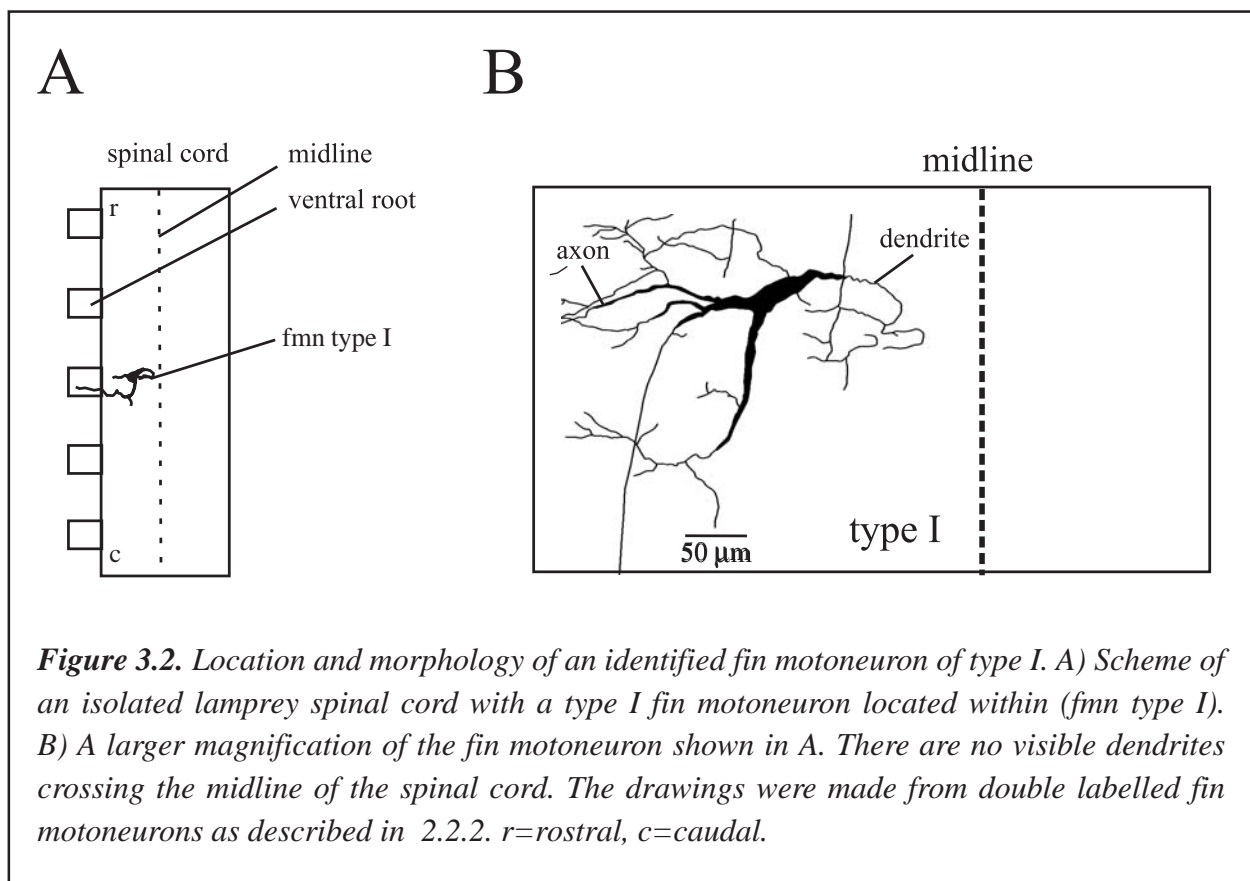 A
spinal cord
midline
ventral root
r
fmn type I
c
B
midline
axon
dendrite
type I
50 µm
Figure 3.2. Location and morphology of an identified fin motoneuron of type I. A) Scheme of
an isolated lamprey spinal cord with a type I fin motoneuron located within (fmn type I).
B) A larger magnification of the fin motoneuron shown in A. There are no visible dendrites
crossing the midline of the spinal cord. The drawings were made from double labelled fin
motoneurons as described in 2.2.2. r=rostral, c=caudal.